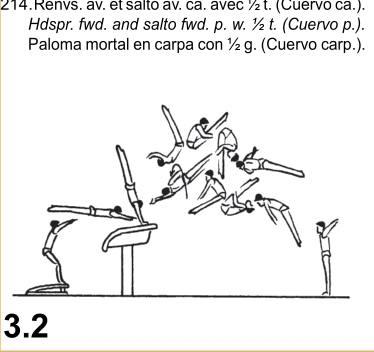 214.Renvs. av. et salto av. ca. avec ½ t. (Cuervo ca.).
Hdspr. fwd. and salto fwd. p. w. ½ t. (Cuervo p.).
Paloma mortal en carpa con ½ g. (Cuervo carp.).
3.2